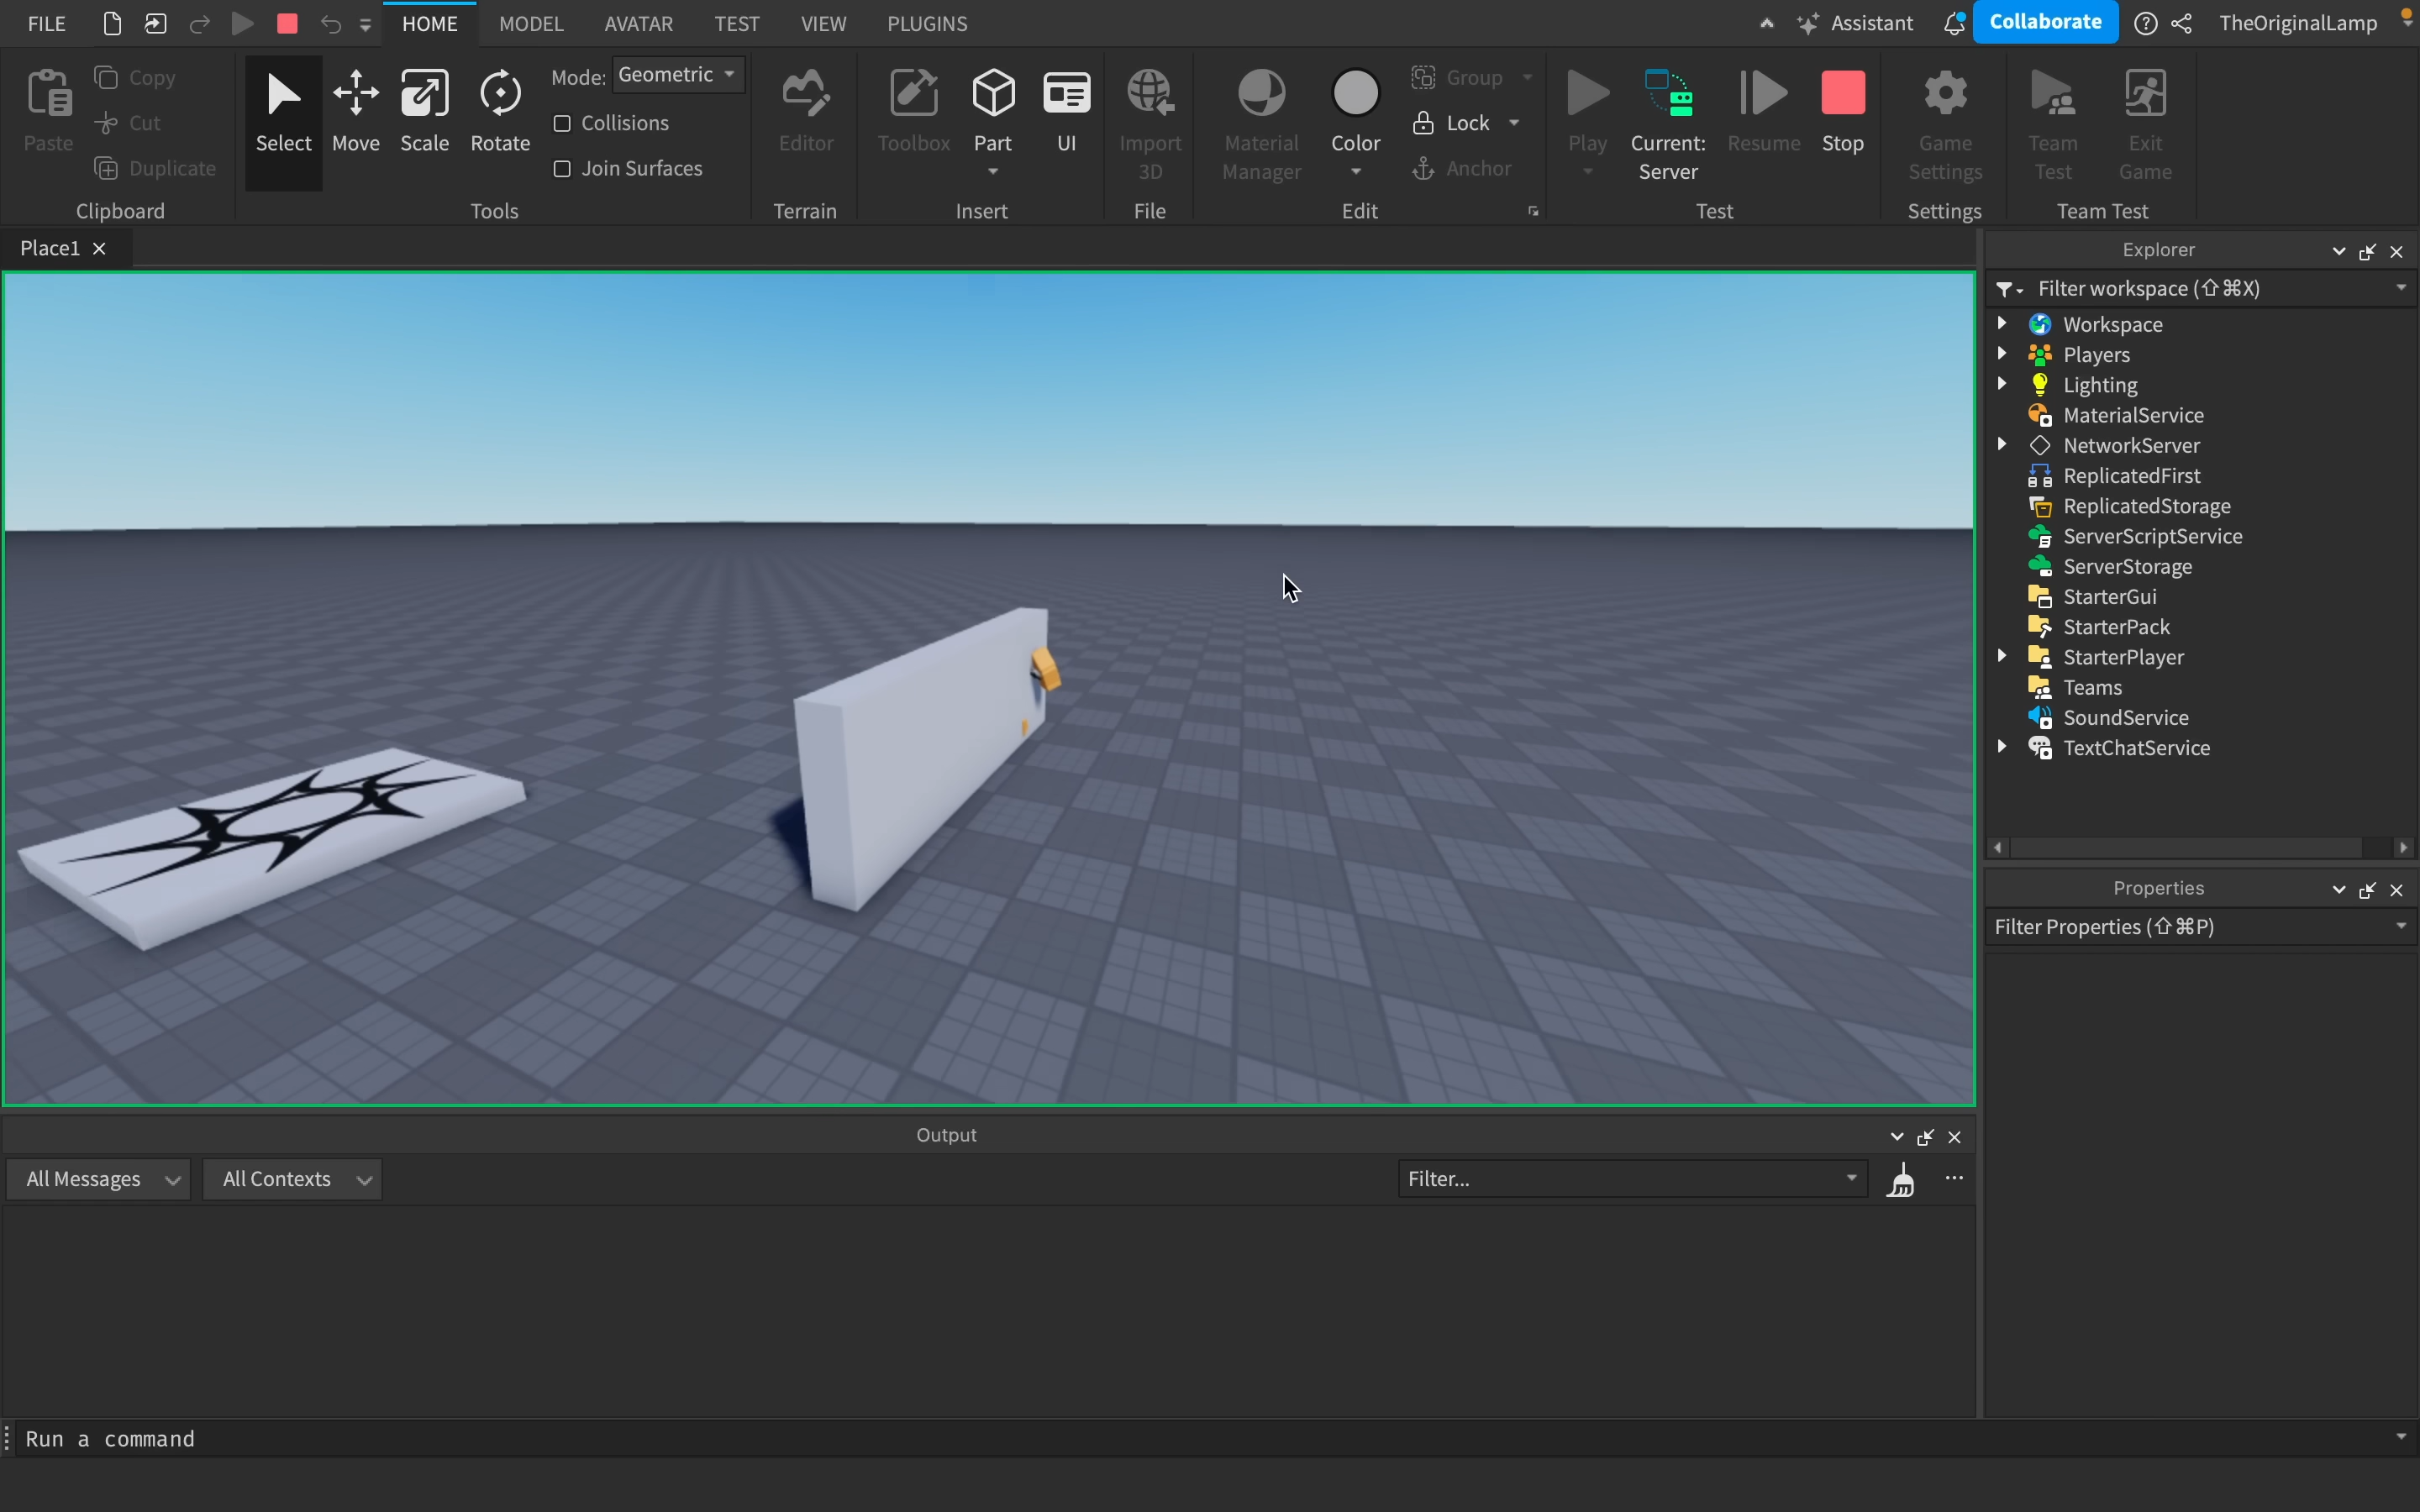 FILE HOME MODEL AVATAR TEST VIEW PLUGINS Assistant Collaborate TheOriginalLamp
Paste
Copy
Cut
Duplicate
Clipboard
Select Move Scale Rotate
Mode: Geometric
Collisions
Join Surfaces
Tools
Editor
Terrain
Toolbox Part UI
Insert
Import
3D
File
Material
Manager
Color
Group
Lock
Anchor
Edit
Play
Current:
Server
Resume
Stop
Test
Game
Settings
Settings
Team
Test
Exit
Game
Team Test
Place1
Explorer
Filter workspace (⇧⌘X)
Workspace
Players
Lighting
MaterialService
NetworkServer
ReplicatedFirst
ReplicatedStorage
ServerScriptService
ServerStorage
StarterGui
StarterPack
StarterPlayer
Teams
SoundService
TextChatService
Properties
Filter Properties (⇧⌘P)
Output
All Messages All Contexts Filter...
Run a command